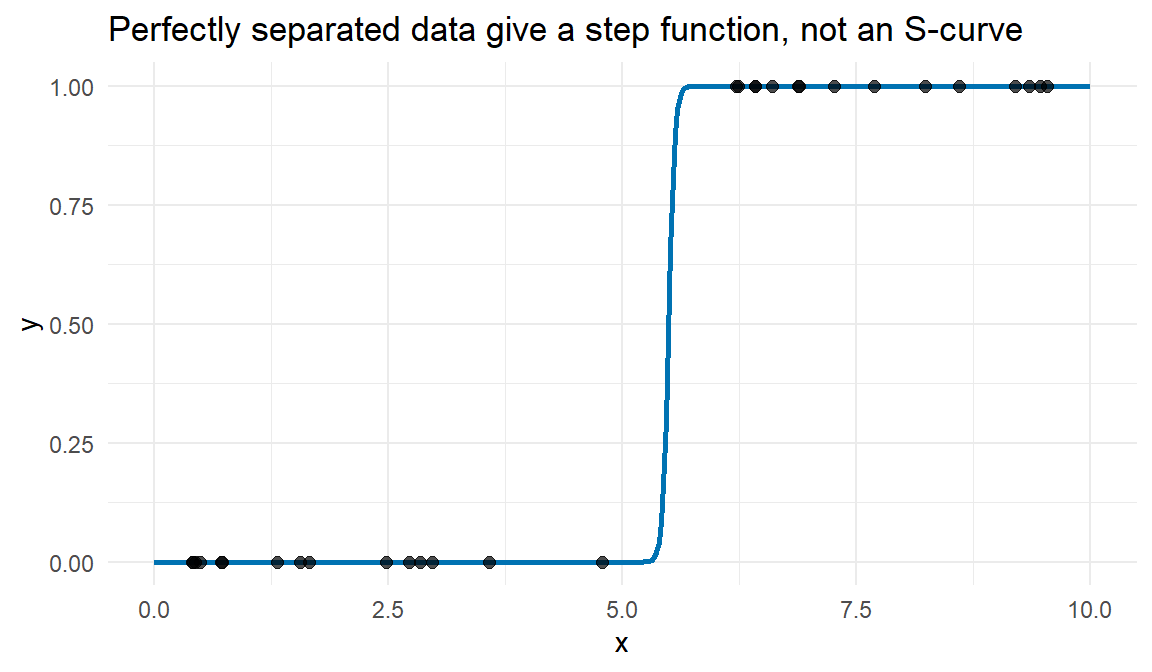 Perfectly separated data give a step function, not an S-curve
1.00
0.75
0.50
0.25
0.00
y
0.0 2.5 5.0 7.5 10.0
x